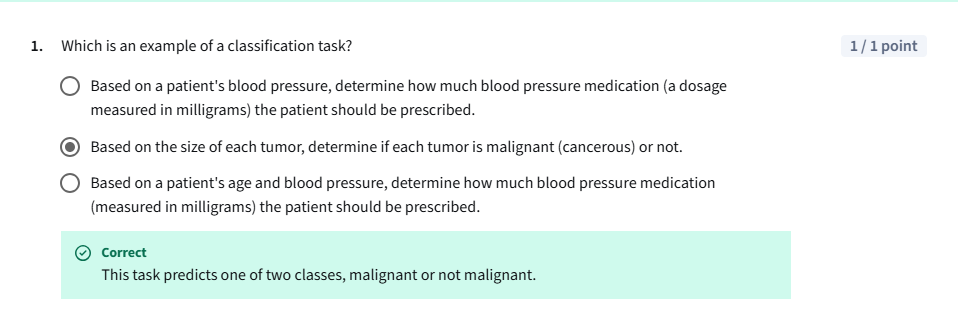 1. Which is an example of a classification task?
1 / 1 point
Based on a patient's blood pressure, determine how much blood pressure medication (a dosage
measured in milligrams) the patient should be prescribed.
Based on the size of each tumor, determine if each tumor is malignant (cancerous) or not.
Based on a patient's age and blood pressure, determine how much blood pressure medication
(measured in milligrams) the patient should be prescribed.
Correct
This task predicts one of two classes, malignant or not malignant.